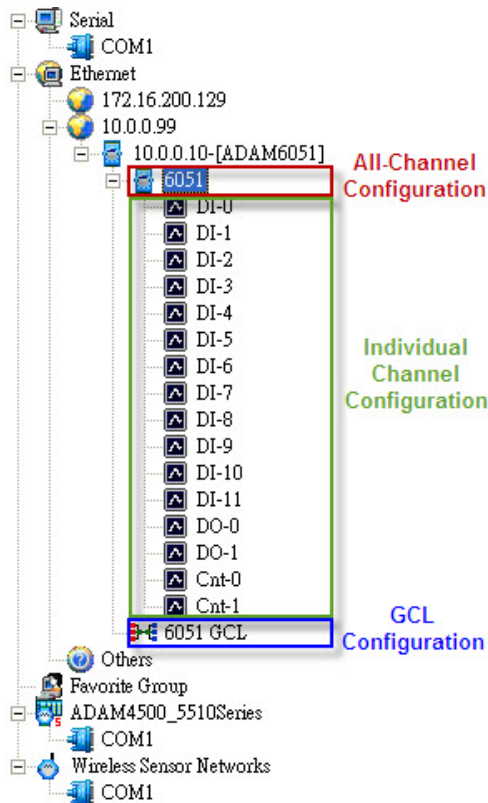 Serial
COM1
Ethernet
172.16.200.129
10.0.0.99
10.0.0.10-[ADAM6051]
6051
All-Channel
Configuration
DI-0
DI-1
DI-2
DI-3
DI-4
DI-5
DI-6
DI-7
DI-8
DI-9
DI-10
DI-11
DO-0
DO-1
Cnt-0
Cnt-1
Individual
Channel
Configuration
6051 GCL
GCL
Configuration
Others
Favorite Group
ADAM4500_5510Series
COM1
Wireless Sensor Networks
COM1